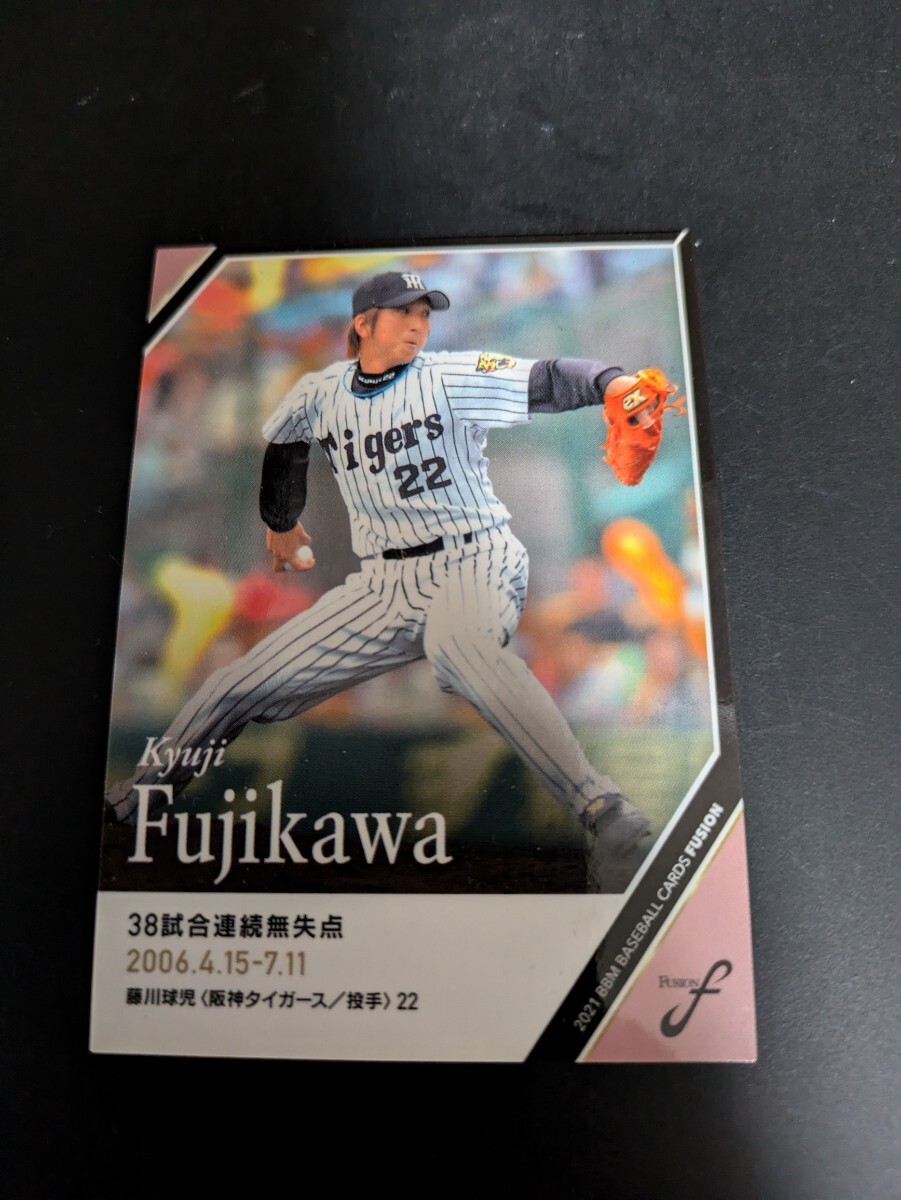 Tigers
22
Kyuji
Fujikawa
38試合連続無失点
2006.4.15-7.11
藤川球児〈阪神タイガース／投手〉22
2021 BBM BASEBALL CARDS FUSION
FUSION f